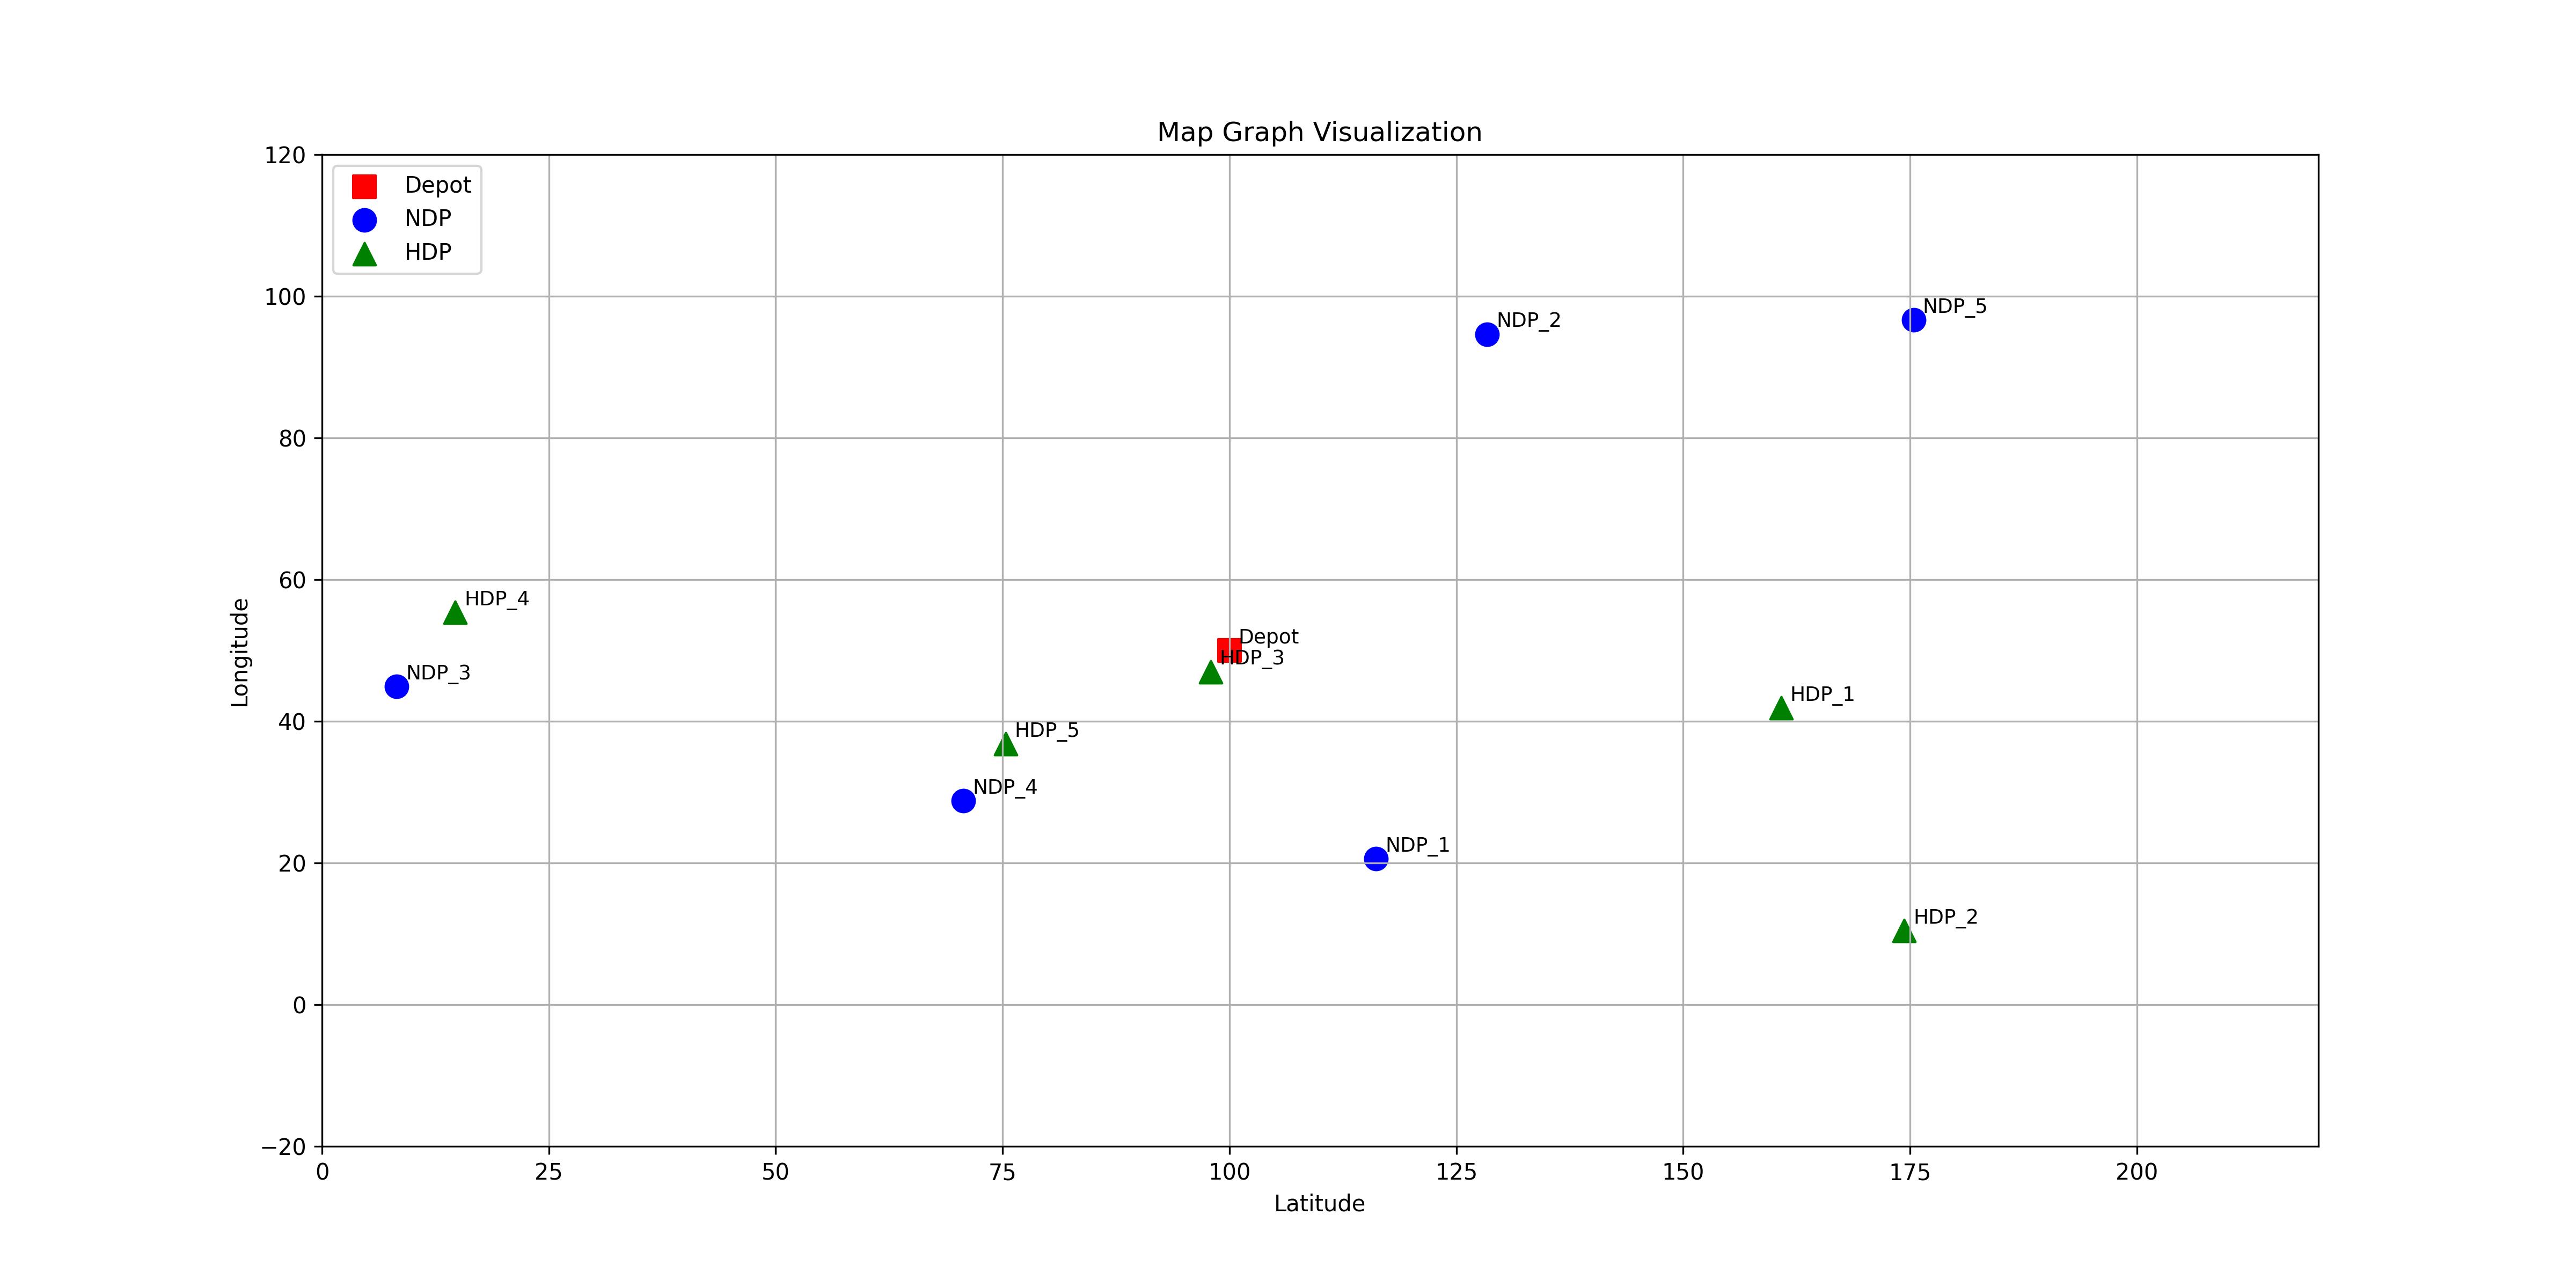 Map Graph Visualization
120
100
80
60
40
20
0
−20
Longitude
Depot
NDP
HDP
NDP_5
NDP_2
HDP_4
Depot
HDP_3
NDP_3
HDP_1
HDP_5
NDP_4
NDP_1
HDP_2
0 25 50 75 100 125 150 175 200
Latitude